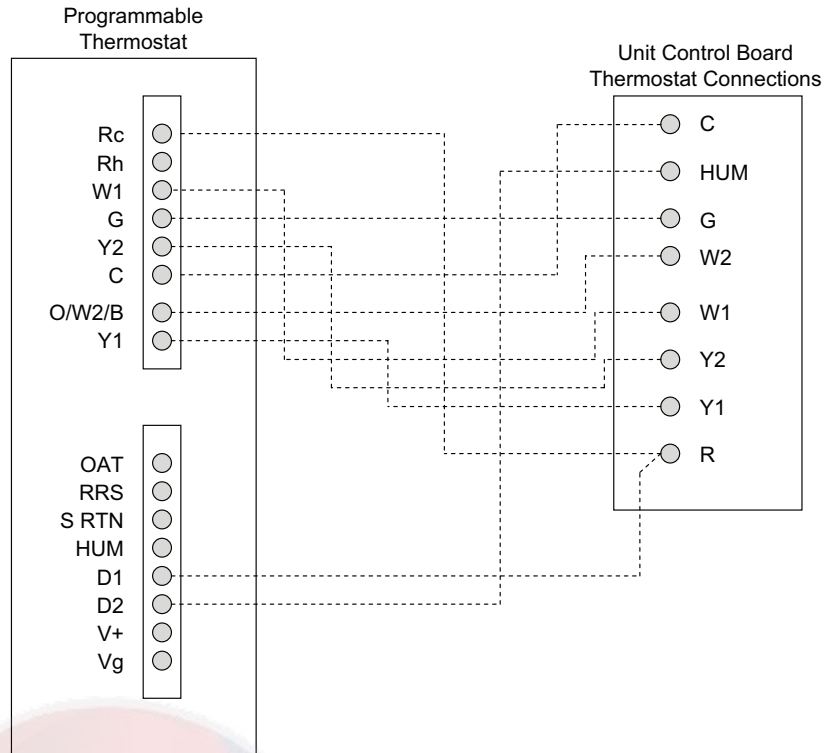 Programmable
Thermostat
Rc
Rh
W1
G
Y2
C
O/W2/B
Y1
OAT
RRS
S RTN
HUM
D1
D2
V+
Vg
Unit Control Board
Thermostat Connections
C
HUM
G
W2
W1
Y2
Y1
R